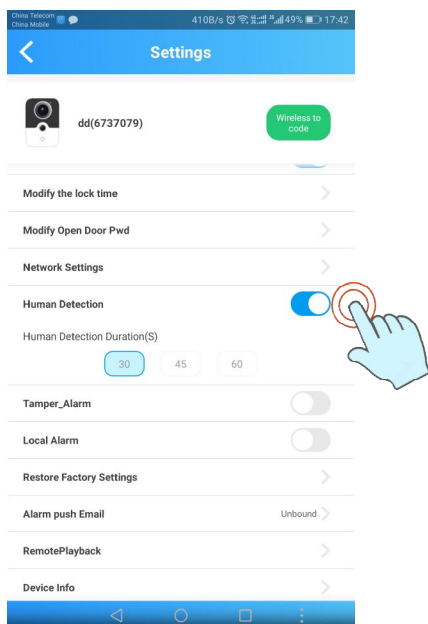 China Telecom
China Mobile
410B/s 49% 17:42
Settings
dd(6737079)
Wireless to
code
Modify the lock time
Modify Open Door Pwd
Network Settings
Human Detection
Human Detection Duration(S)
30 45 60
Tamper_Alarm
Local Alarm
Restore Factory Settings
Alarm push Email Unbound
RemotePlayback
Device Info